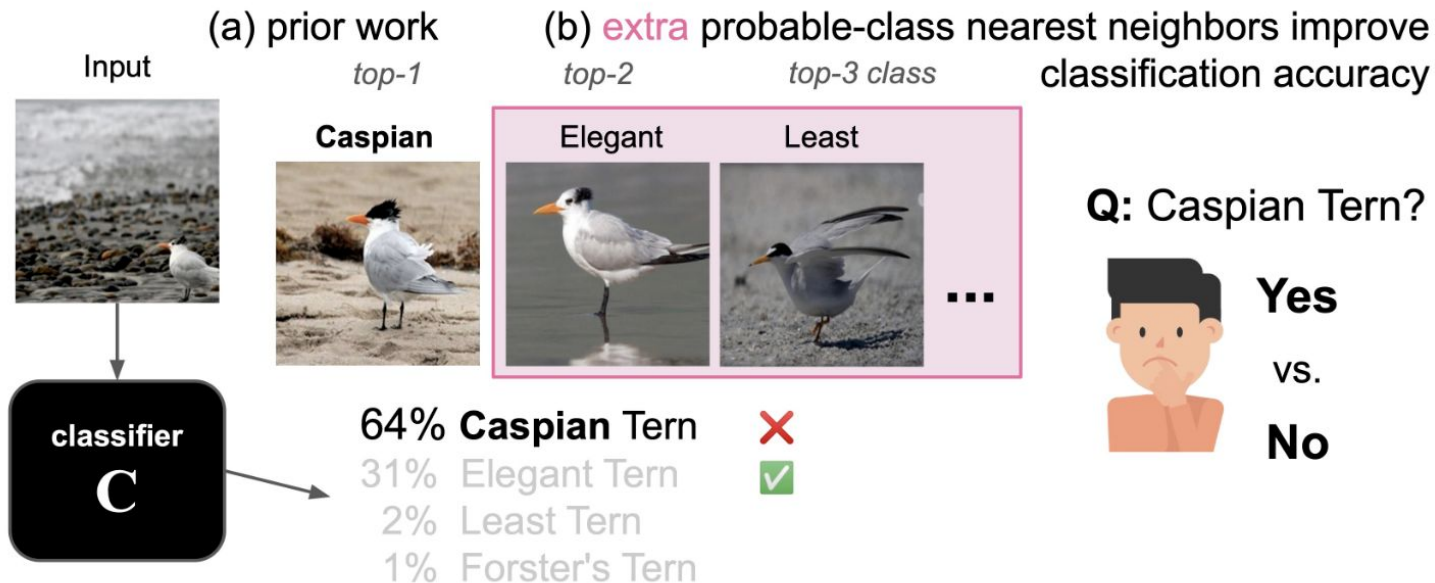 (a) prior work
(b) extra probable-class nearest neighbors improve
classification accuracy
Input
top-1
top-2
top-3 class
Caspian
Elegant
Least
...
Q: Caspian Tern?
Yes
vs.
No
classifier
C
64% Caspian Tern
31% Elegant Tern
2% Least Tern
1% Forster's Tern